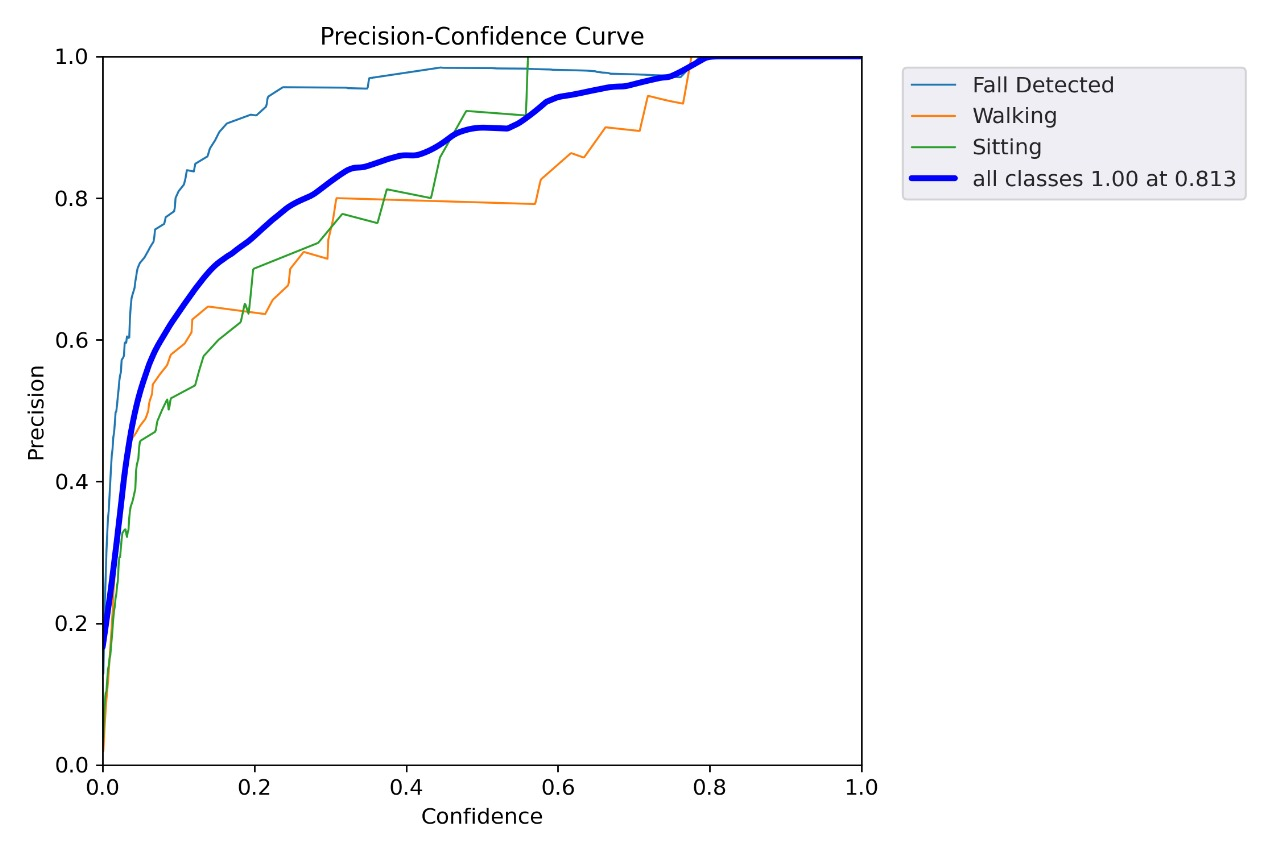 Precision-Confidence Curve
1.0
0.8
0.6
0.4
0.2
0.0
Precision
0.0 0.2 0.4 0.6 0.8 1.0
Confidence
Fall Detected
Walking
Sitting
all classes 1.00 at 0.813